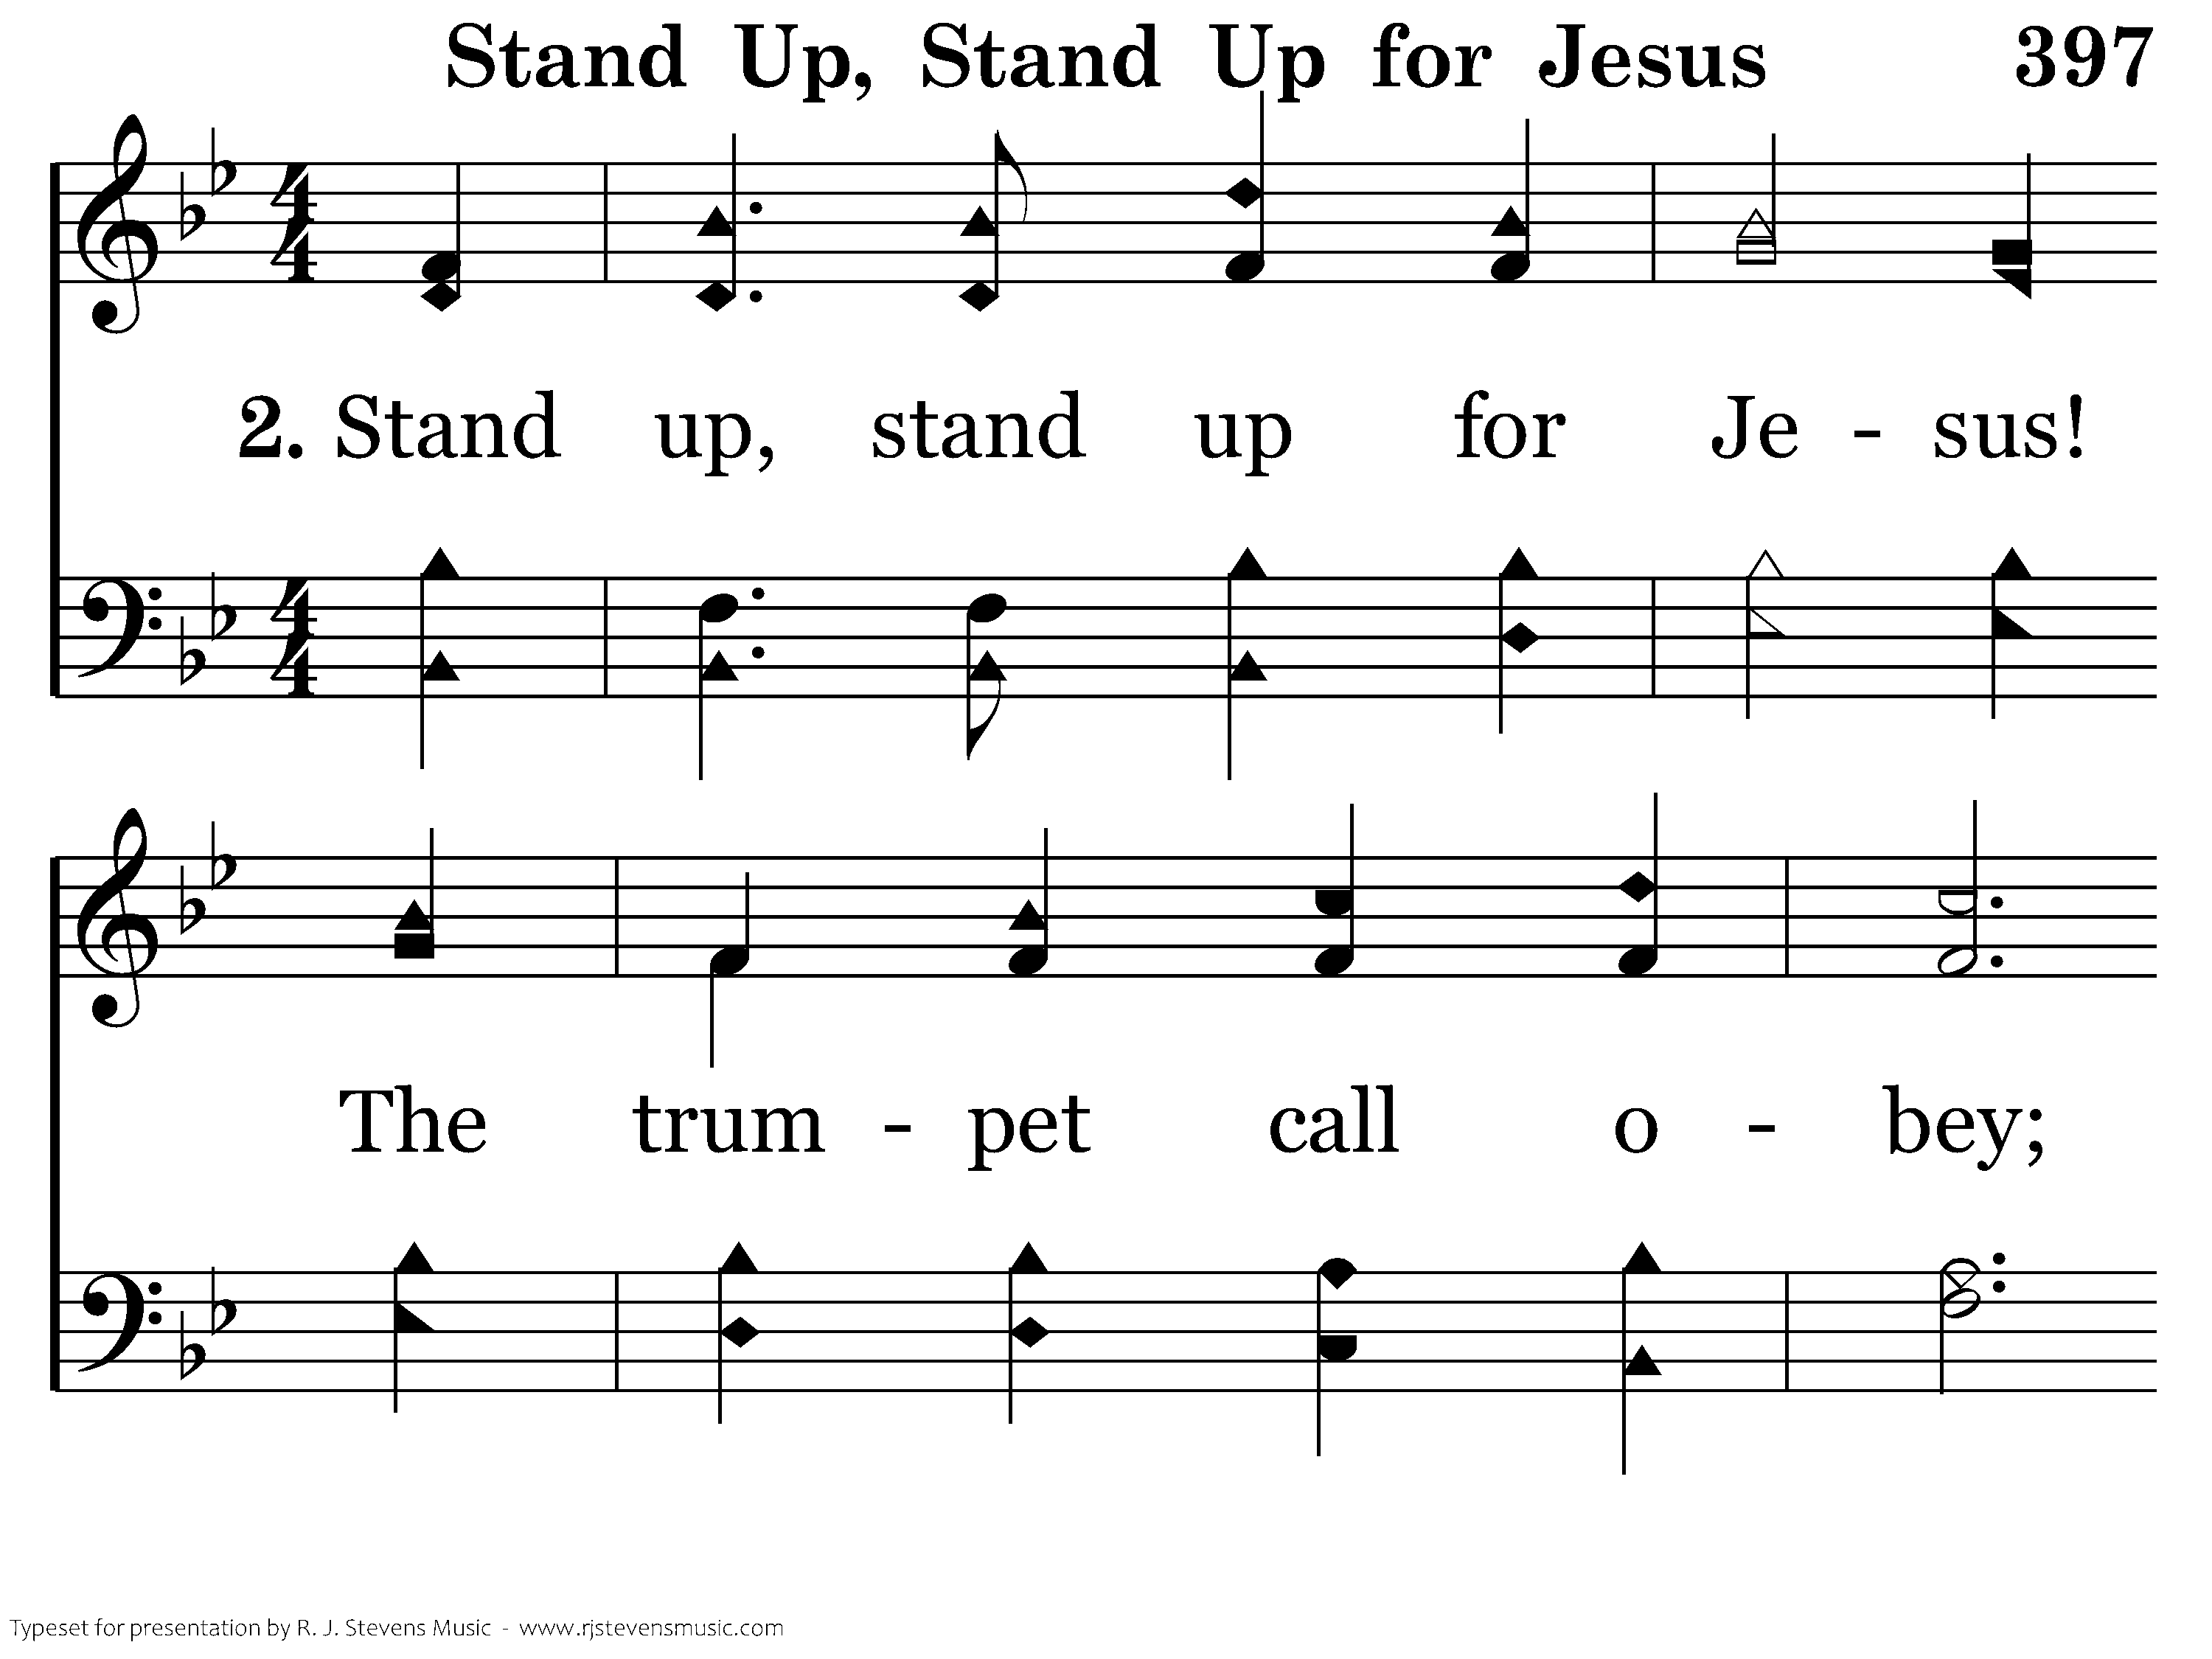 Stand Up, Stand Up for Jesus 397
2. Stand up, stand up for Je - sus!
The trum - pet call o - bey;
Typeset for presentation by R. J. Stevens Music - www.rjstevensmusic.com